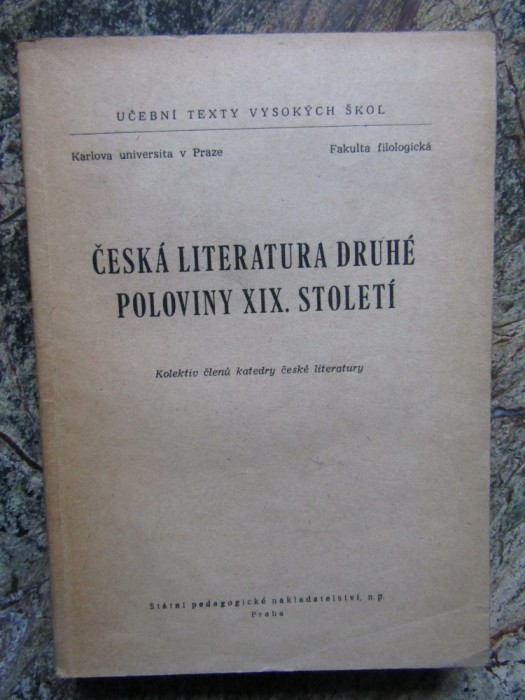 UČEBNÍ TEXTY VYSOKÝCH ŠKOL
Karlova universita v Praze Fakulta filologická
ČESKÁ LITERATURA DRUHÉ
POLOVINY XIX. STOLETÍ
Kolektiv členů katedry české literatury
Státní pedagogické nakladatelství, n.p.
Praha